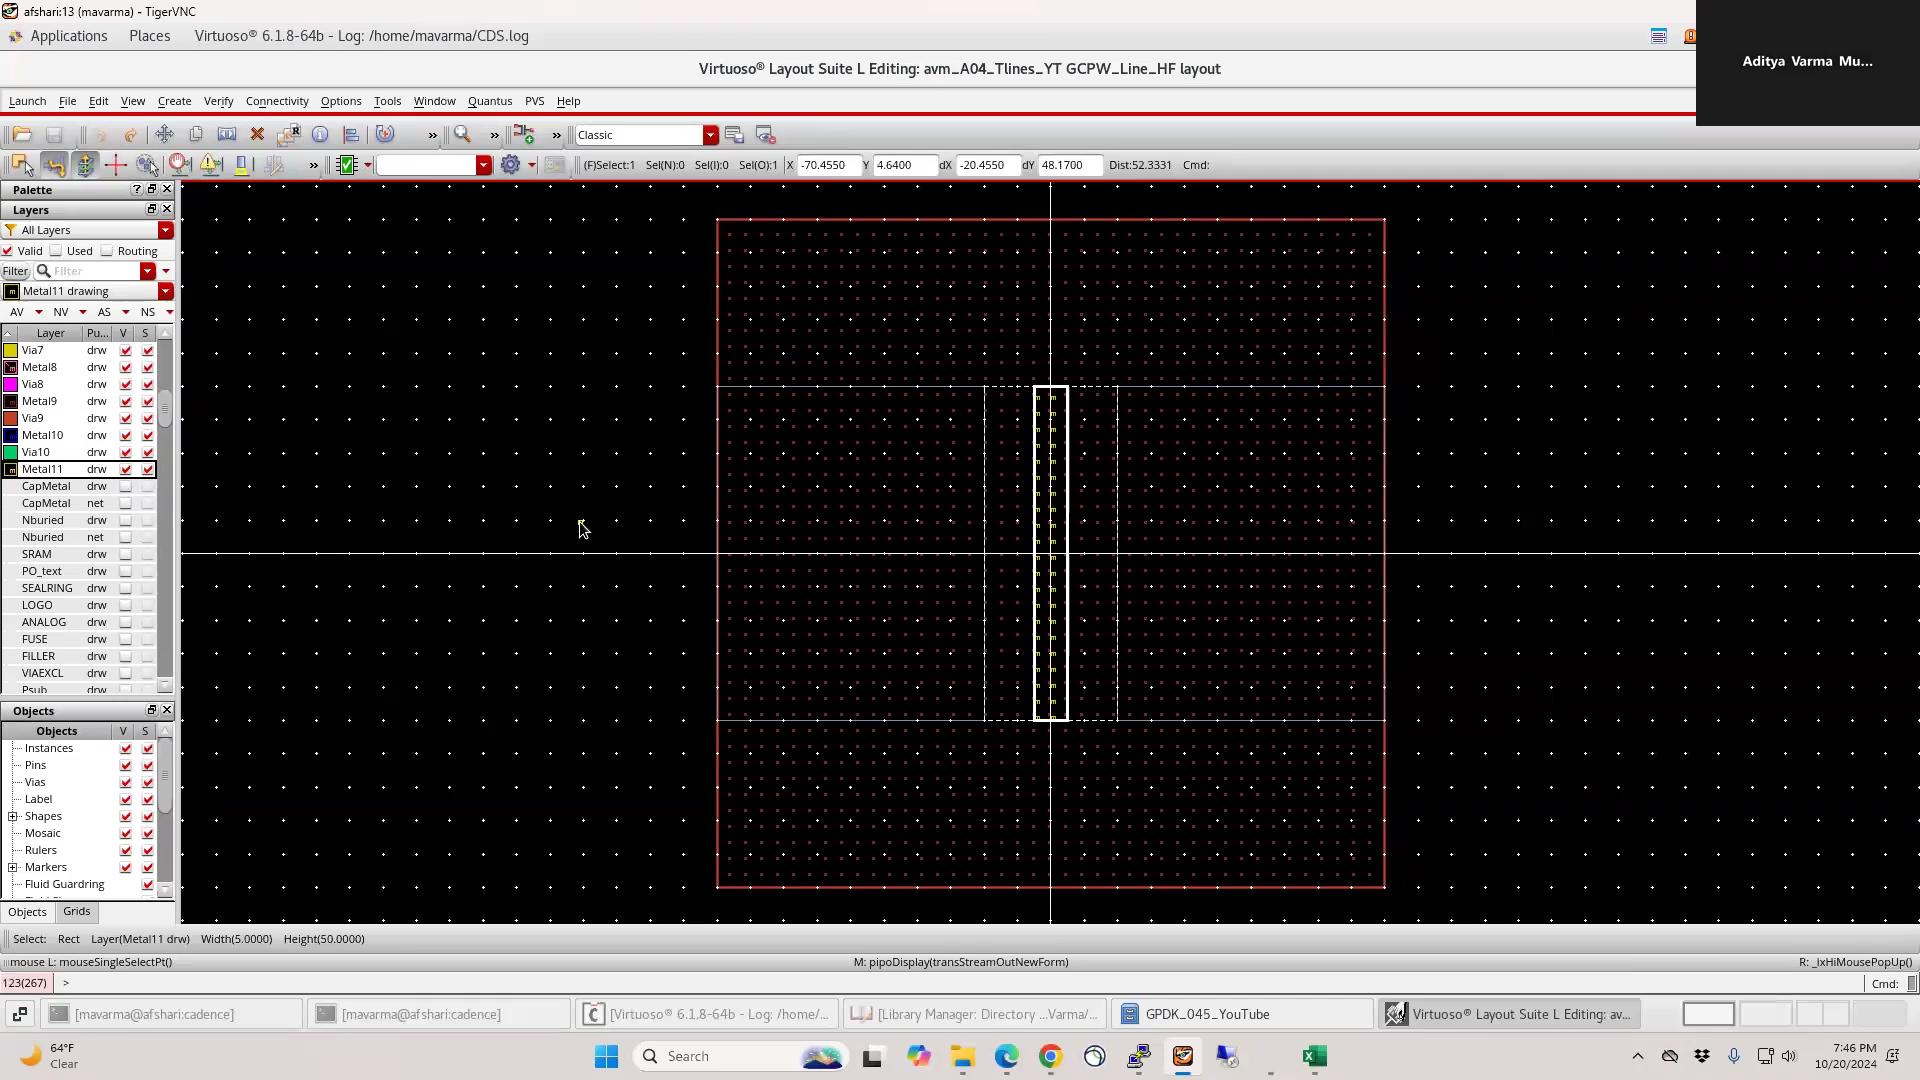 afshari:13 (mavarma) - TigerVNC
Applications Places Virtuoso® 6.1.8-64b - Log: /home/mavarma/CDS.log
Aditya Varma Mu...
Virtuoso® Layout Suite L Editing: avm_A04_Tlines_YT GCPW_Line_HF layout
Launch File Edit View Create Verify Connectivity Options Tools Window Quantus PVS Help
» » » Classic
» (F)Select:1 Sel(N):0 Sel(I):0 Sel(O):1 X -70.4550 Y 4.6400 dX -20.4550 dY 48.1700 Dist:52.3331 Cmd:
Palette ?
Layers
All Layers
Valid Used Routing
Filter Filter
Metal11 drawing
AV NV AS NS
Layer Pu... V S
Via7 drw
Metal8 drw
Via8 drw
Metal9 drw
Via9 drw
Metal10 drw
Via10 drw
Metal11 drw
CapMetal drw
CapMetal net
Nburied drw
Nburied net
SRAM drw
PO_text drw
SEALRING drw
LOGO drw
ANALOG drw
FUSE drw
FILLER drw
VIAEXCL drw
Psub drw
Objects
Objects V S
Instances
Pins
Vias
Label
Shapes
Mosaic
Rulers
Markers
Fluid Guardring
Objects Grids
Select: Rect Layer(Metal11 drw) Width(5.0000) Height(50.0000)
mouse L: mouseSingleSelectPt() M: pipoDisplay(transStreamOutNewForm) R: _lxHiMousePopUp()
123(267) > Cmd:
[mavarma@afshari:cadence] [mavarma@afshari:cadence] [Virtuoso® 6.1.8-64b - Log: /home/... [Library Manager: Directory ...Varma/... GPDK_045_YouTube Virtuoso® Layout Suite L Editing: av...
64°F
Clear
Search
7:46 PM
10/20/2024